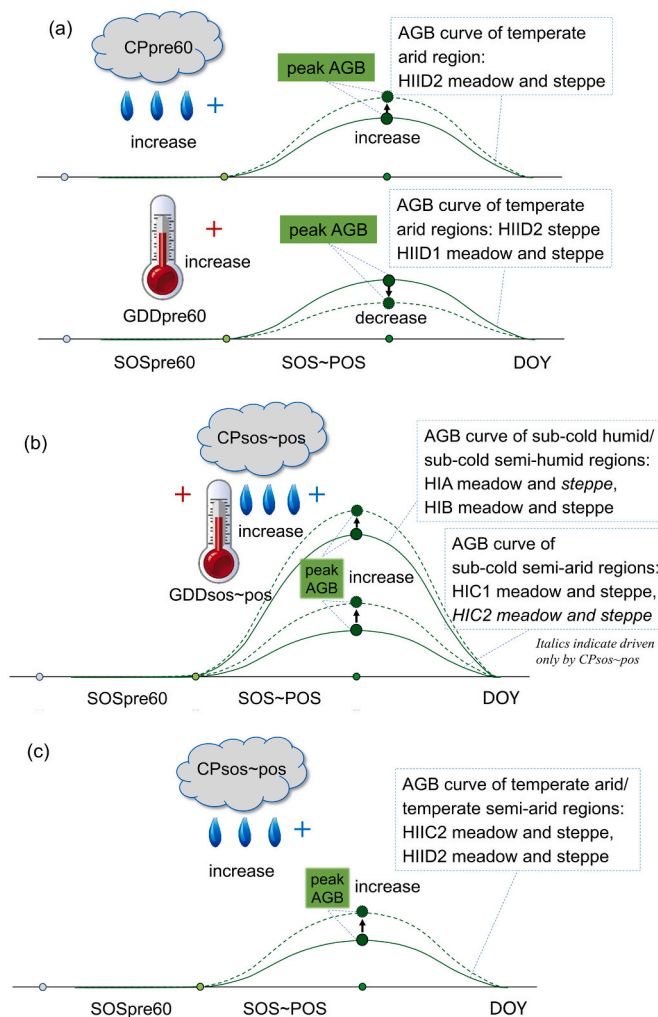 (a)
CPpre60
+
increase
peak AGB
increase
AGB curve of temperate
arid region:
HIID2 meadow and steppe
+
increase
GDDpre60
peak AGB
decrease
AGB curve of temperate
arid regions: HIID2 steppe
HIID1 meadow and steppe
SOSpre60
SOS~POS
DOY
(b)
CPsos~pos
+
+
increase
GDDsos~pos
peak
AGB
increase
AGB curve of sub-cold humid/
sub-cold semi-humid regions:
HIA meadow and steppe,
HIB meadow and steppe
AGB curve of
sub-cold semi-arid regions:
HIC1 meadow and steppe,
HIC2 meadow and steppe
Italics indicate driven
only by CPsos~pos
SOSpre60
SOS~POS
DOY
(c)
CPsos~pos
+
increase
peak
AGB
increase
AGB curve of temperate arid/
temperate semi-arid regions:
HIIC2 meadow and steppe,
HIID2 meadow and steppe
SOSpre60
SOS~POS
DOY